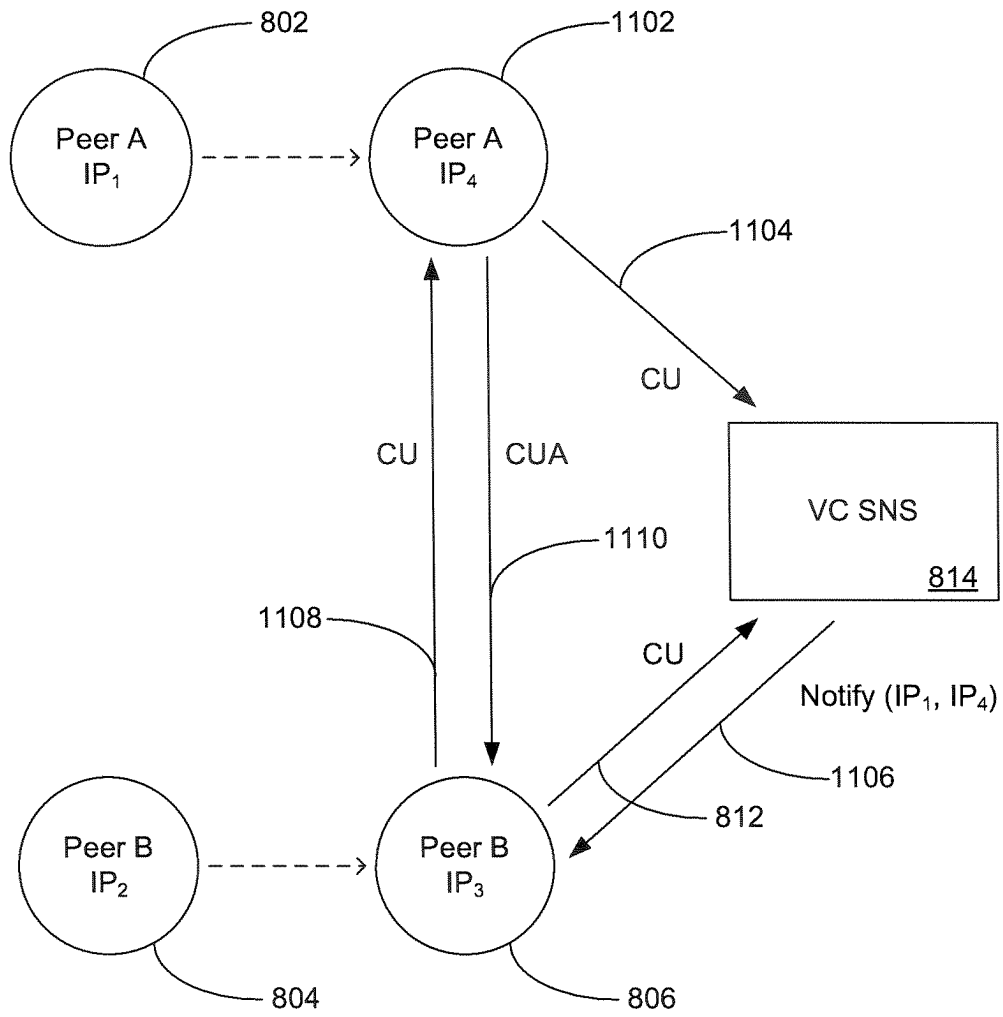 802
1102
Peer A
IP₁
Peer A
IP₄
1104
CU
CU
CUA
VC SNS
814
1110
1108
CU
Notify (IP₁, IP₄)
1106
812
Peer B
IP₂
Peer B
IP₃
804
806